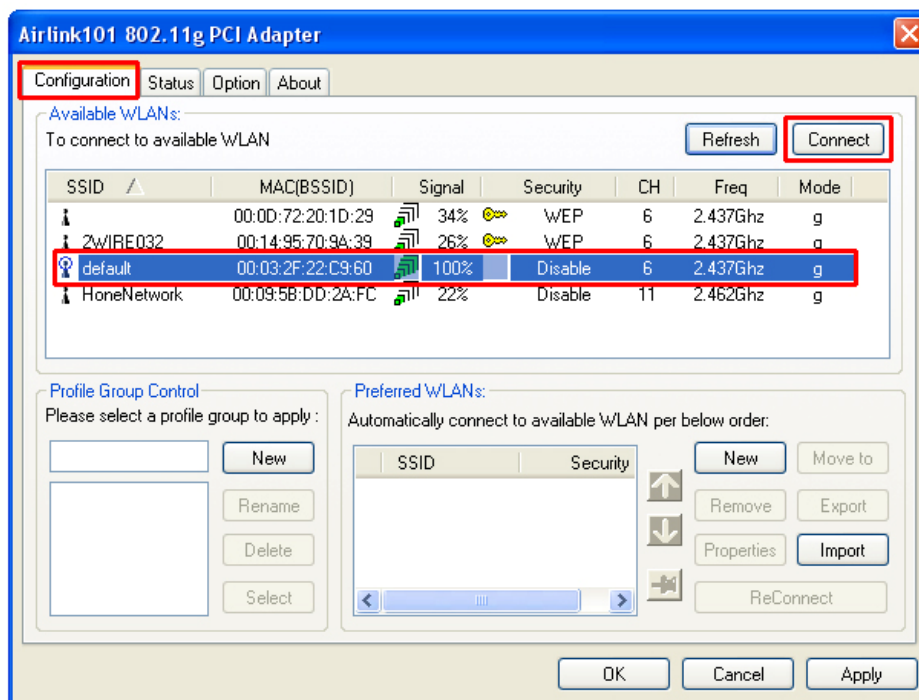 Airlink101 802.11g PCI Adapter
Configuration Status Option About
Available WLANs:
To connect to available WLAN
Refresh Connect
SSID MAC(BSSID) Signal Security CH Freq Mode
00:0D:72:20:1D:29 34% WEP 6 2.437Ghz g
2WIRE032 00:14:95:70:9A:39 26% WEP 6 2.437Ghz g
default 00:03:2F:22:C9:60 100% Disable 6 2.437Ghz g
HoneNetwork 00:09:5B:DD:2A:FC 22% Disable 11 2.462Ghz g
Profile Group Control
Please select a profile group to apply :
New
Rename
Delete
Select
Preferred WLANs:
Automatically connect to available WLAN per below order:
SSID Security
New Move to
Remove Export
Properties Import
ReConnect
OK Cancel Apply